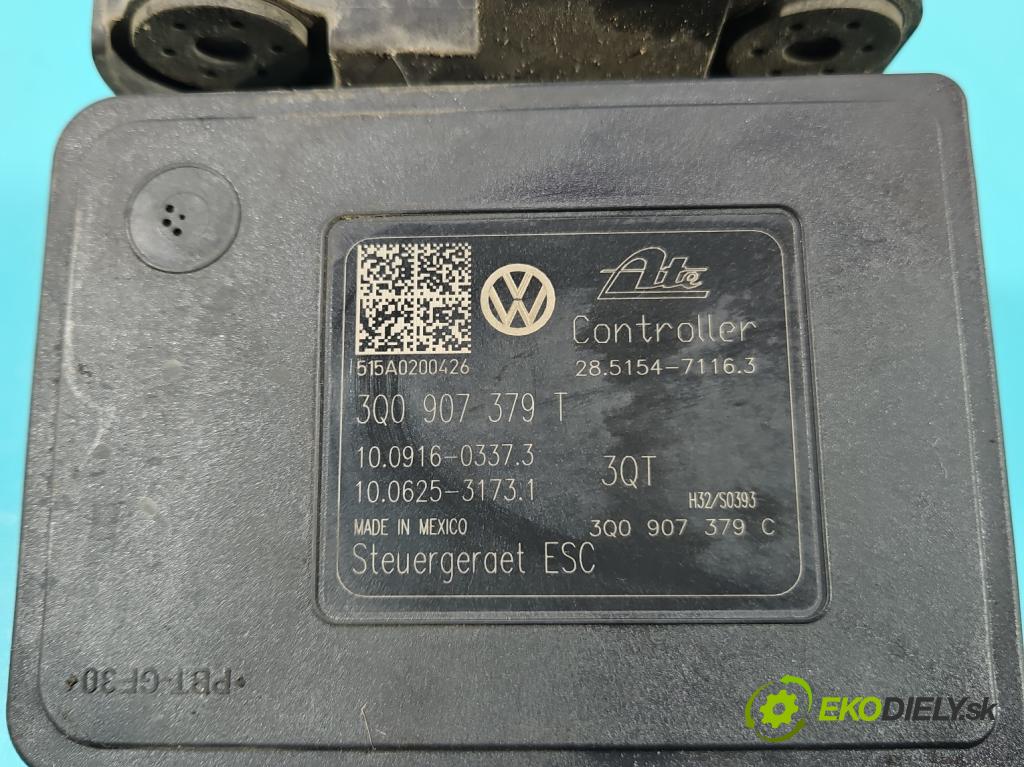 Ate
Controller
515A0200426
28.5154-7116.3
3Q0 907 379 T
10.0916-0337.3
3QT
10.0625-3173.1
H32/S0393
MADE IN MEXICO
3Q0 907 379 C
Steuergeraet ESC
PBT-GF30
EKODIELY.sk